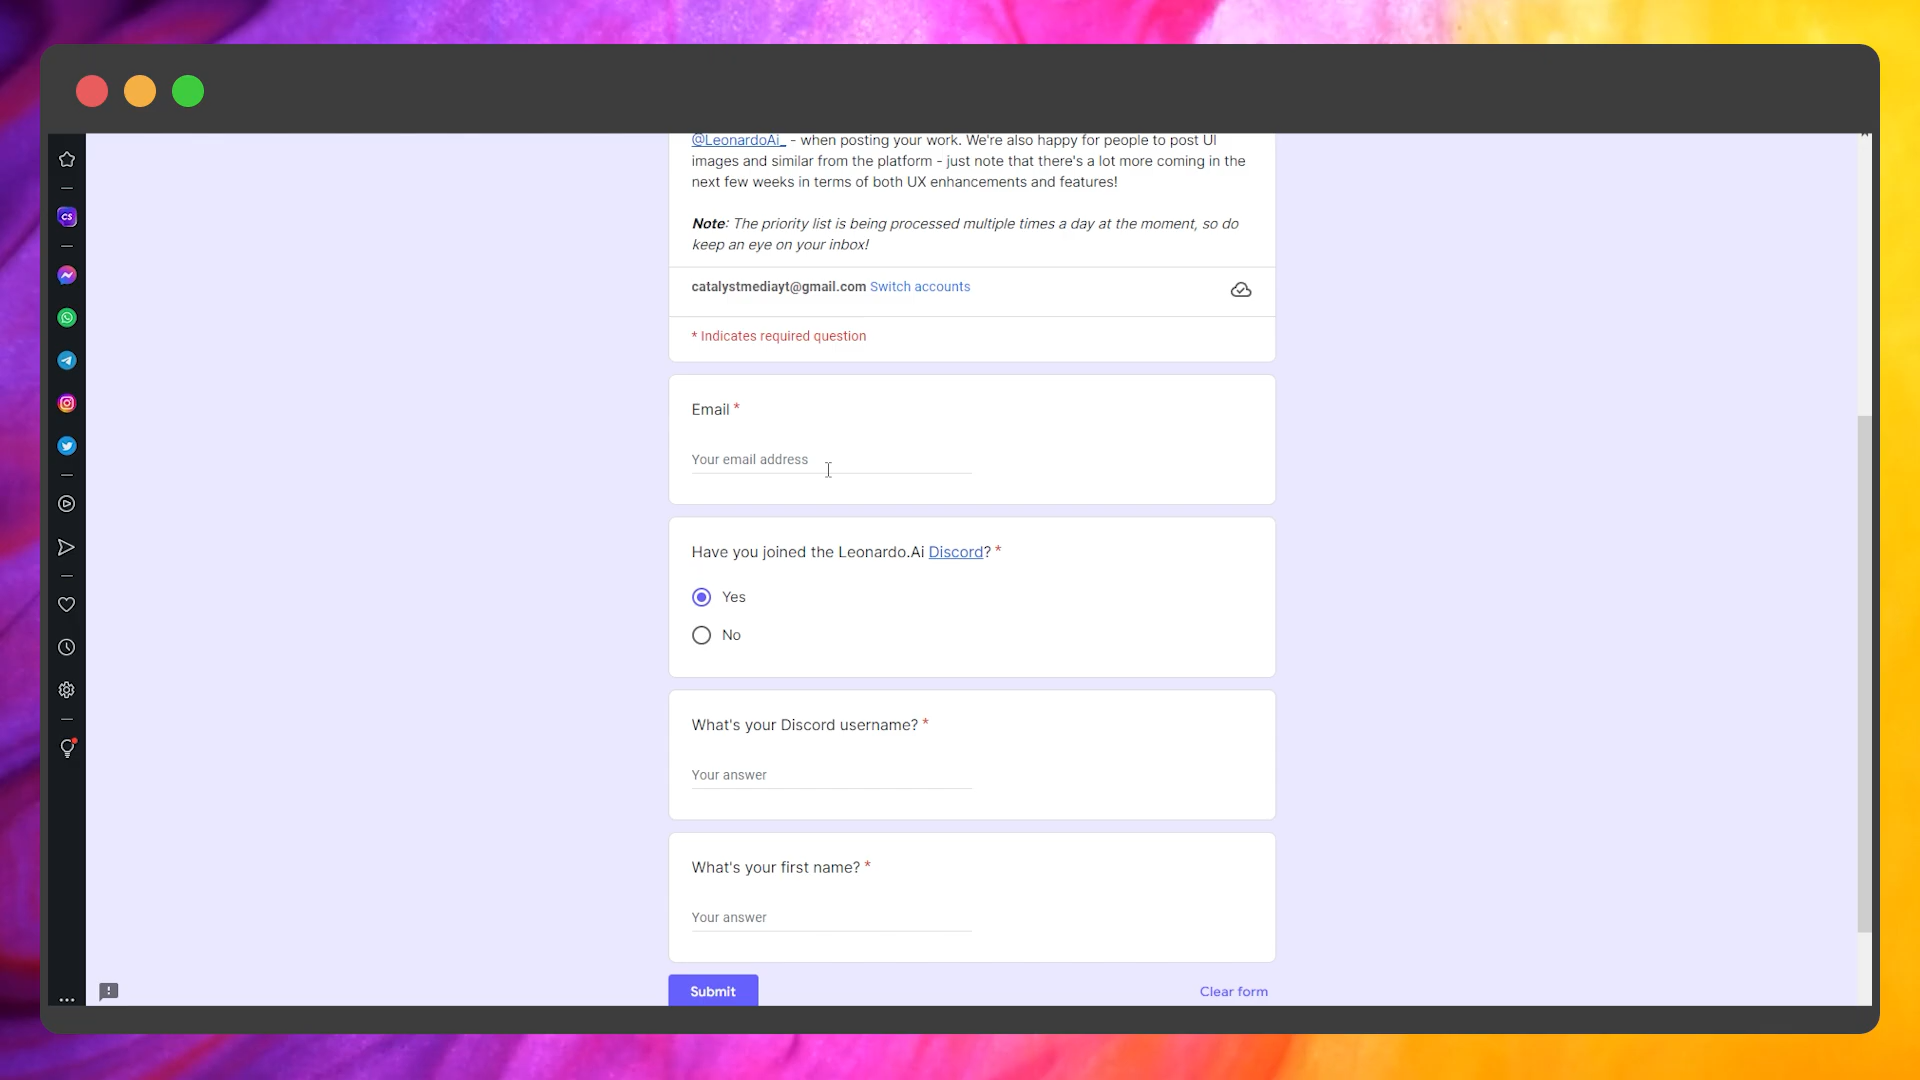 @LeonardoAi_ - when posting your work. We're also happy for people to post UI
images and similar from the platform - just note that there's a lot more coming in the
next few weeks in terms of both UX enhancements and features!
Note: The priority list is being processed multiple times a day at the moment, so do
keep an eye on your inbox!
catalystmediayt@gmail.com Switch accounts
* Indicates required question
Email *
Your email address
Have you joined the Leonardo.Ai Discord? *
Yes
No
What's your Discord username? *
Your answer
What's your first name? *
Your answer
Submit
Clear form
CS